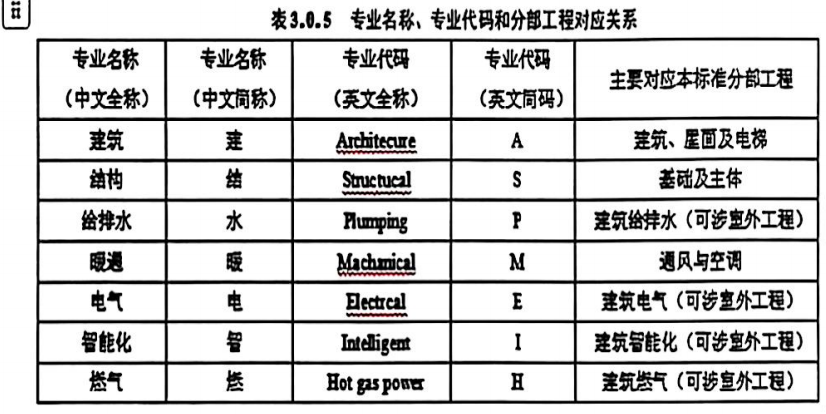 ii
表3.0.5 专业名称、专业代码和分部工程对应关系
专业名称 专业名称 专业代码 专业代码 主要对应本标准分部工程
（中文全称） （中文简称） （英文全称） （英文简码）
建筑 建 Architecure A 建筑、屋面及电梯
结构 结 Structucal S 基础及主体
给排水 水 Plumping P 建筑给排水（可涉室外工程）
暖通 暖 Machanical M 通风与空调
电气 电 Electrcal E 建筑电气（可涉室外工程）
智能化 智 Intelligent I 建筑智能化（可涉室外工程）
燃气 燃 Hot gas power H 建筑燃气（可涉室外工程）